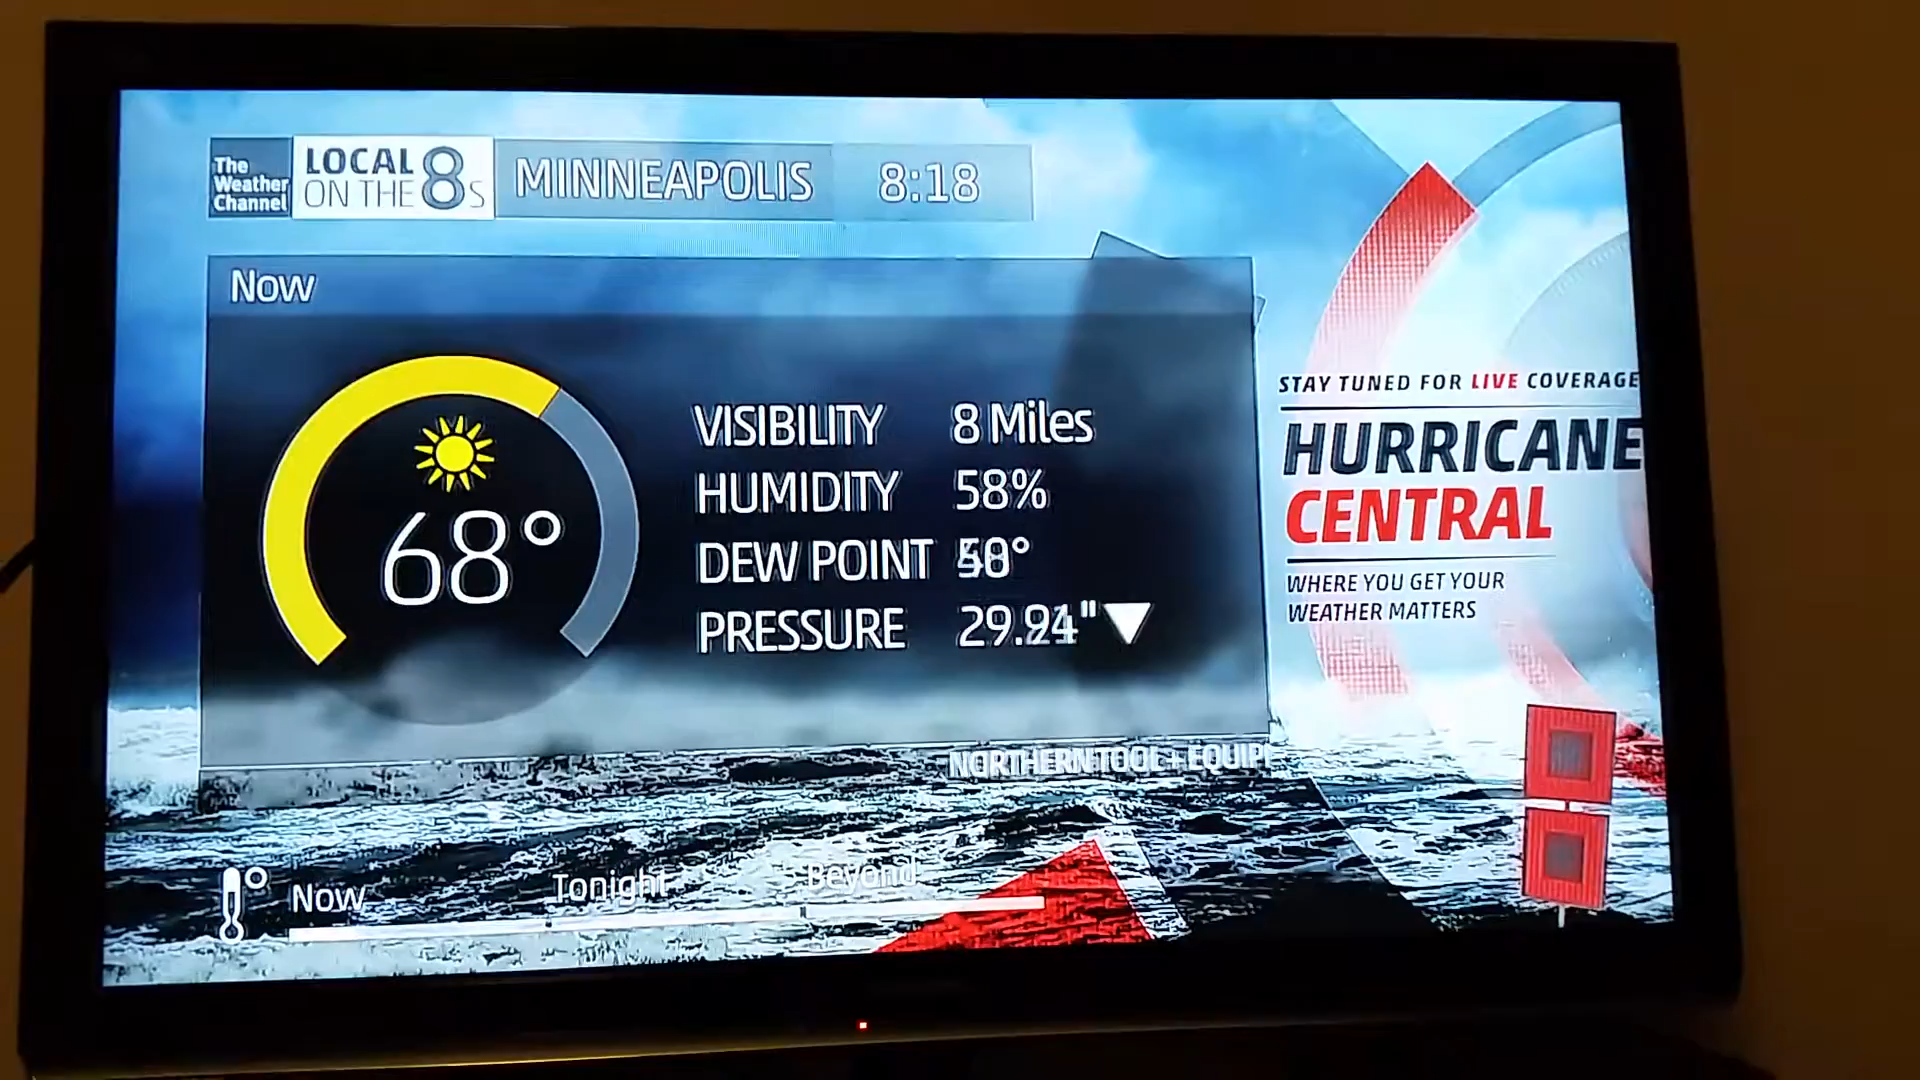 The
Weather
Channel
LOCAL
ON THE 8s
MINNEAPOLIS
8:18
Now
68°
VISIBILITY 8 Miles
HUMIDITY 58%
DEW POINT
PRESSURE
STAY TUNED FOR LIVE COVERAGE
HURRICANE
CENTRAL
WHERE YOU GET YOUR
WEATHER MATTERS
NORTHERN TOOL + EQUIP
Now Tonight Beyond